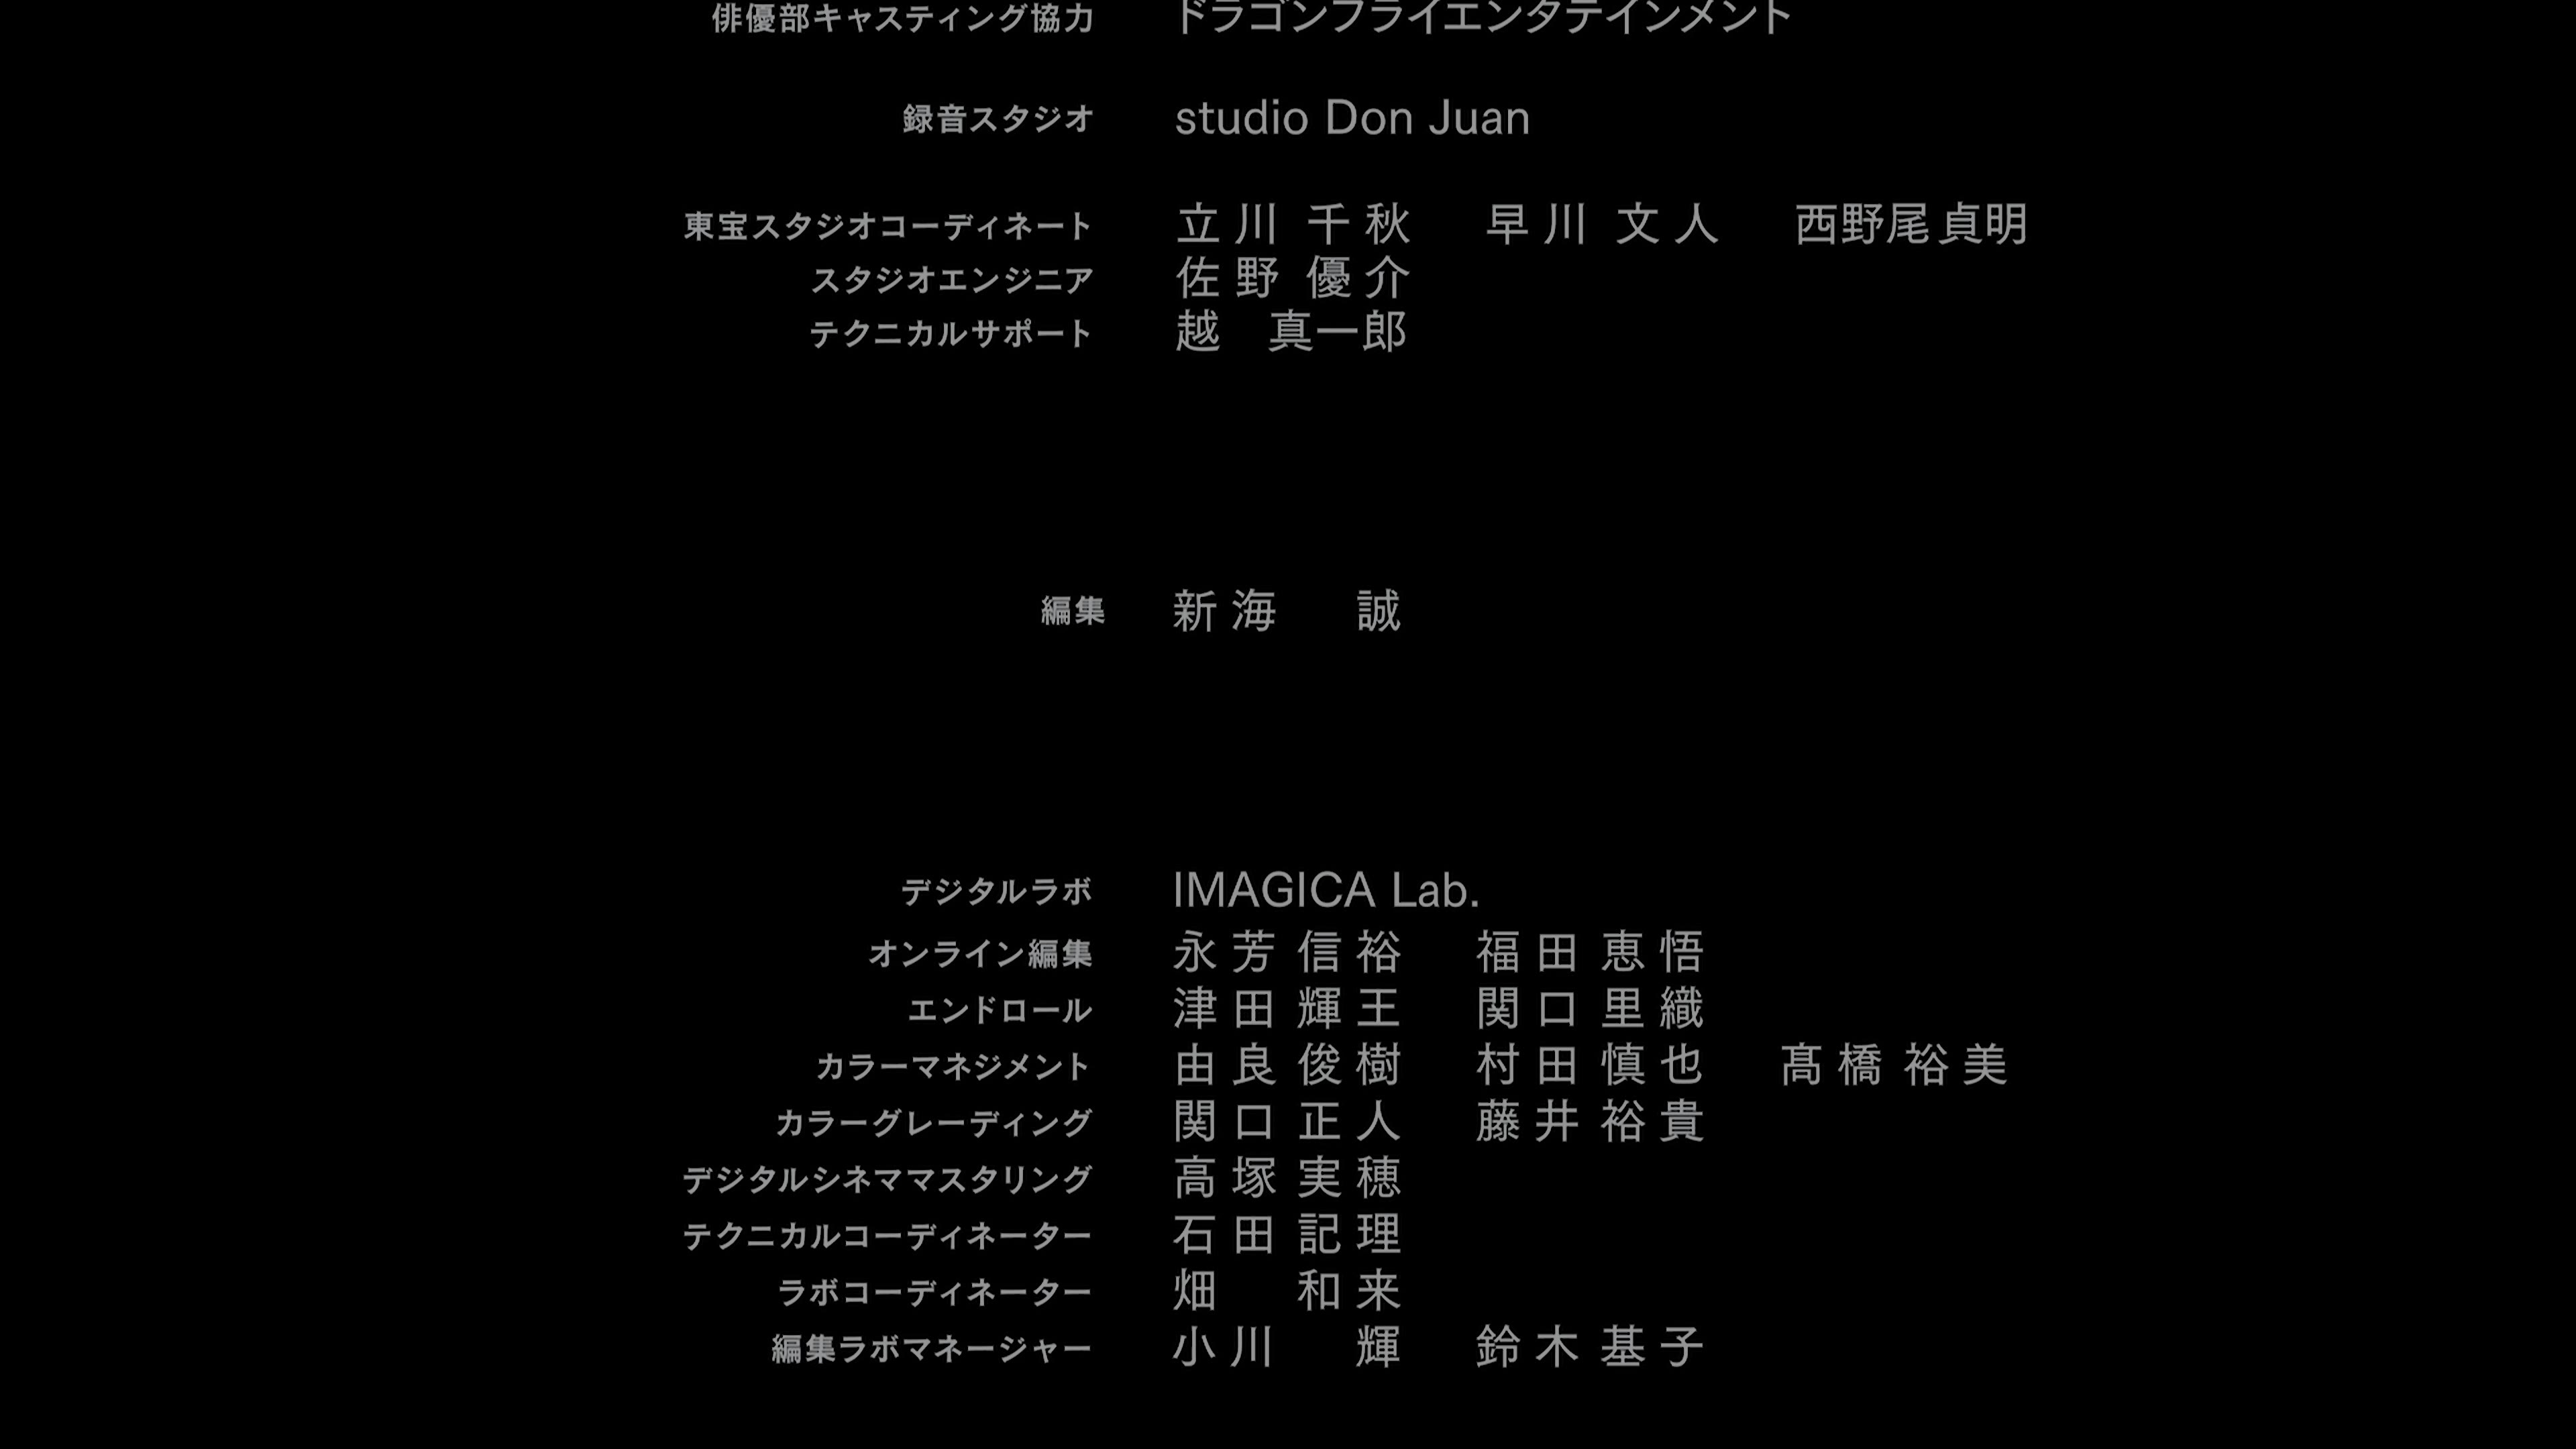 俳優部キャスティング協力 ドラゴンフライエンタテインメント
録音スタジオ studio Don Juan
東宝スタジオコーディネート 立川千秋 早川文人 西野尾貞明
スタジオエンジニア 佐野優介
テクニカルサポート 越 真一郎
編集 新海 誠
デジタルラボ IMAGICA Lab.
オンライン編集 永芳信裕 福田恵悟
エンドロール 津田輝王 関口里織
カラーマネジメント 由良俊樹 村田慎也 髙橋裕美
カラーグレーディング 関口正人 藤井裕貴
デジタルシネママスタリング 高塚実穂
テクニカルコーディネーター 石田記理
ラボコーディネーター 畑 和来
編集ラボマネージャー 小川 輝 鈴木基子